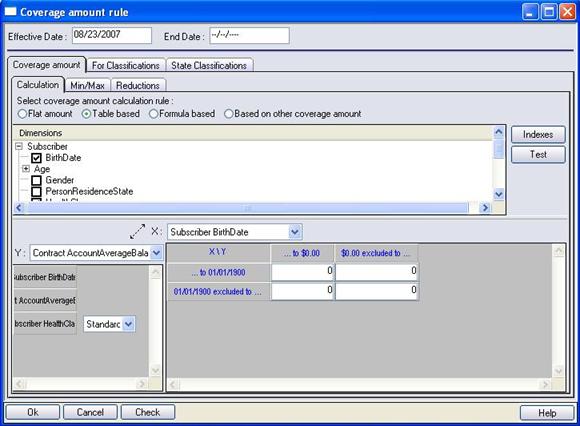 Coverage amount rule
Effective Date : 08/23/2007 End Date : --/--/----
Coverage amount For Classifications State Classifications
Calculation Min/Max Reductions
Select coverage amount calculation rule :
Flat amount Table based Formula based Based on other coverage amount
Dimensions
Indexes
Subscriber
BirthDate
Test
Age
Gender
PersonResidenceState
X : Subscriber BirthDate
Y : Contract AccountAverageBala
X \ Y ... to $0.00 $0.00 excluded to ...
... to 01/01/1900 0 0
01/01/1900 excluded to ... 0 0
ubscriber BirthDate
t AccountAverageE
bscriber HealthCla Standarc
Ok Cancel Check Help